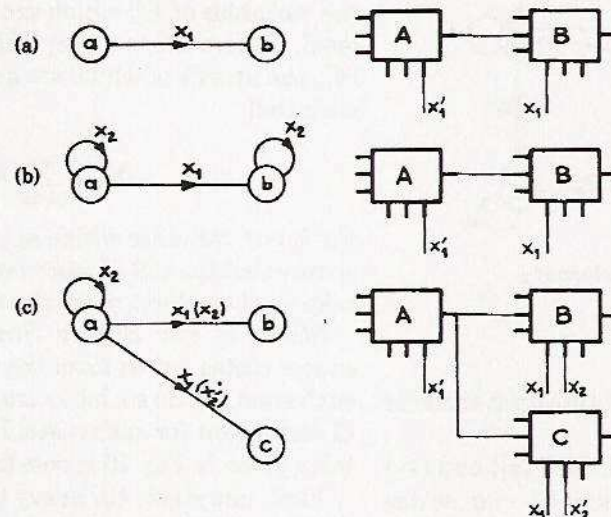 (a) a x₁ b A B
x₁′ x₁
x₂ x₂
(b) a x₁ b A B
x₁′ x₁
x₂
(c) a x₁(x₂) b A B
x₁′ x₁ x₂
c C
x₁ x₂′